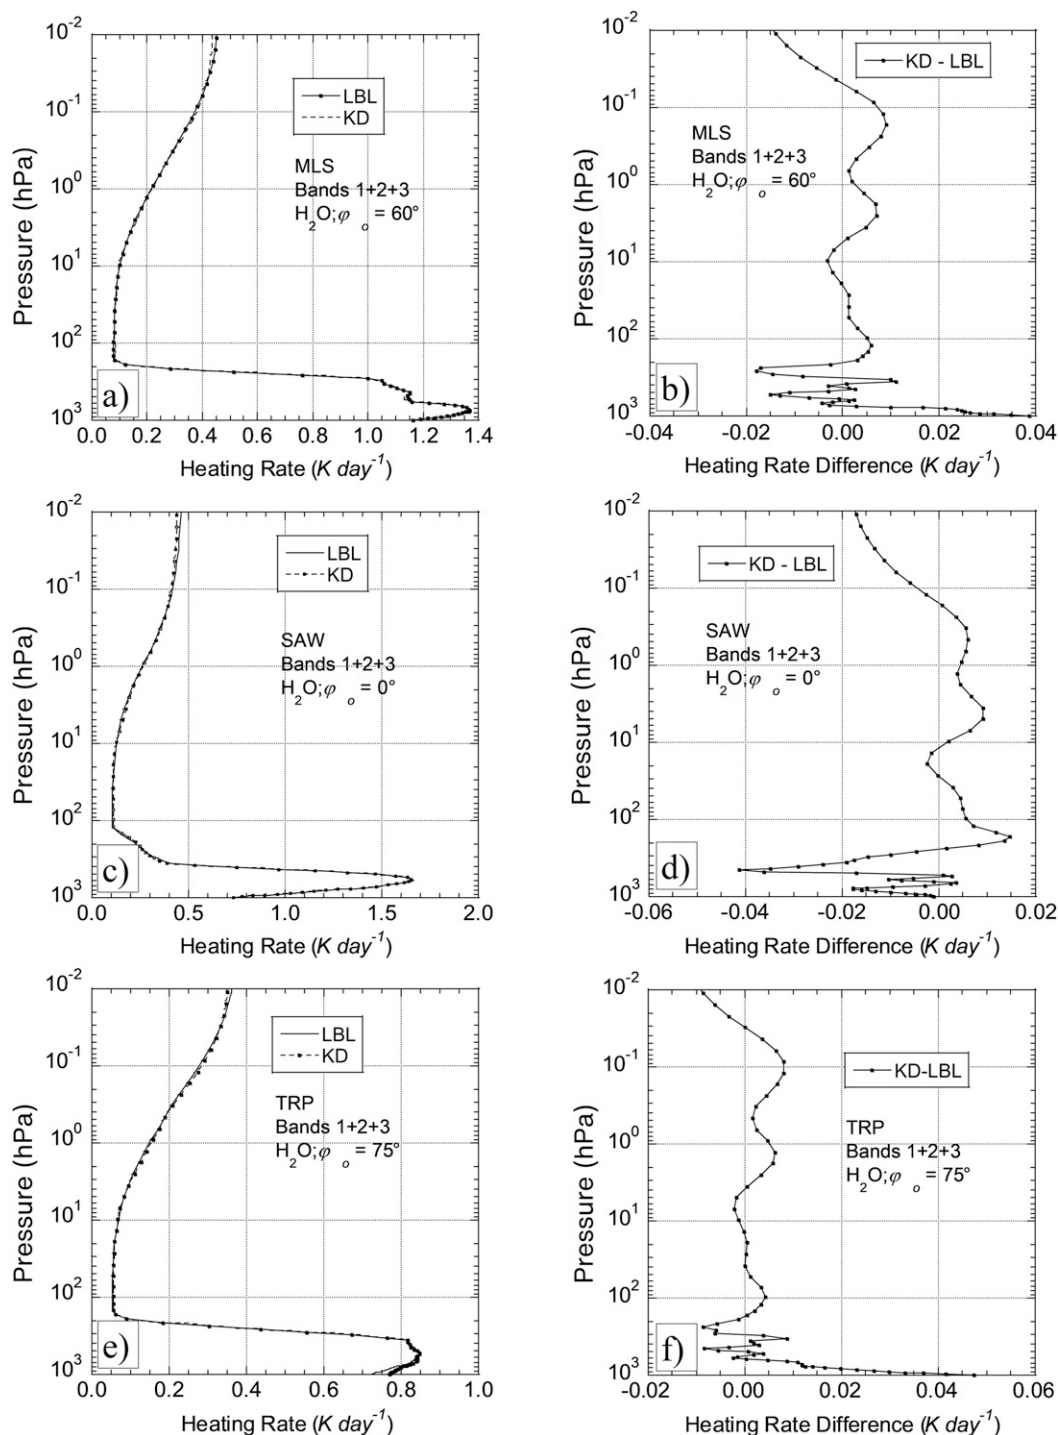 10⁻²
10⁻¹
10⁰
10¹
10²
10³
Pressure (hPa)
LBL
KD
MLS
Bands 1+2+3
H₂O;φₒ = 60°
a)
0.0 0.2 0.4 0.6 0.8 1.0 1.2 1.4
Heating Rate (K day⁻¹)
10⁻²
10⁻¹
10⁰
10¹
10²
10³
Pressure (hPa)
KD - LBL
MLS
Bands 1+2+3
H₂O;φₒ = 60°
b)
-0.04 -0.02 0.00 0.02 0.04
Heating Rate Difference (K day⁻¹)
10⁻²
10⁻¹
10⁰
10¹
10²
10³
Pressure (hPa)
LBL
KD
SAW
Bands 1+2+3
H₂O;φₒ = 0°
c)
0.0 0.5 1.0 1.5 2.0
Heating Rate (K day⁻¹)
10⁻²
10⁻¹
10⁰
10¹
10²
10³
Pressure (hPa)
KD - LBL
SAW
Bands 1+2+3
H₂O;φₒ = 0°
d)
-0.06 -0.04 -0.02 0.00 0.02
Heating Rate Difference (K day⁻¹)
10⁻²
10⁻¹
10⁰
10¹
10²
10³
Pressure (hPa)
LBL
KD
TRP
Bands 1+2+3
H₂O;φₒ = 75°
e)
0.0 0.2 0.4 0.6 0.8 1
Heating Rate (K day⁻¹)
10⁻²
10⁻¹
10⁰
10¹
10²
10³
Pressure (hPa)
KD-LBL
TRP
Bands 1+2+3
H₂O;φₒ = 75°
f)
-0.02 0.00 0.02 0.04 0.06
Heating Rate Difference (K day⁻¹)